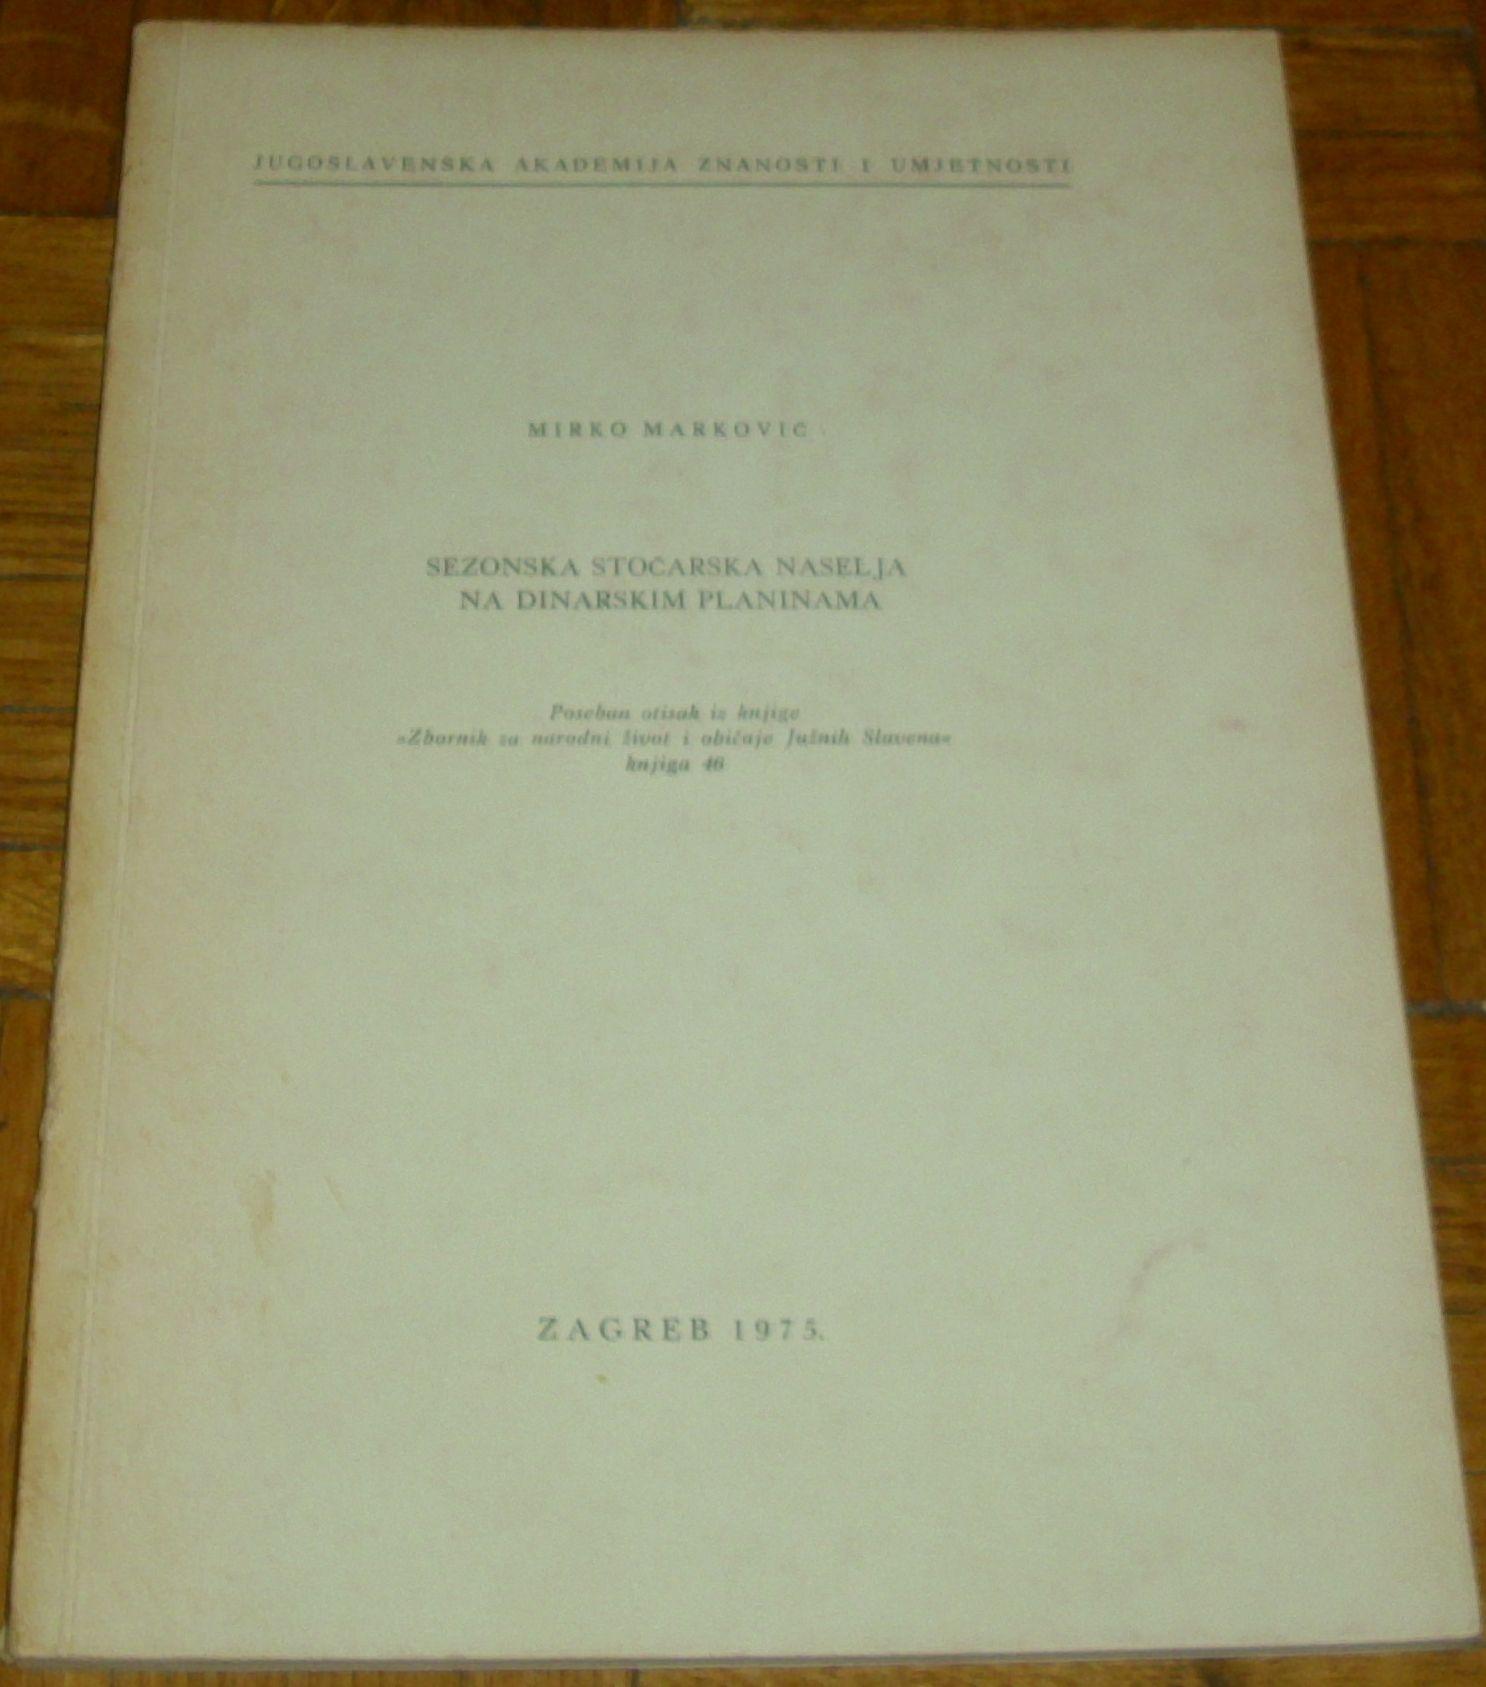 JUGOSLAVENSKA AKADEMIJA ZNANOSTI I UMJETNOSTI
MIRKO MARKOVIĆ
SEZONSKA STOČARSKA NASELJA
NA DINARSKIM PLANINAMA
Poseban otisak iz knjige
»Zbornik za narodni život i običaje Južnih Slavena«
knjiga 46
ZAGREB 1975.